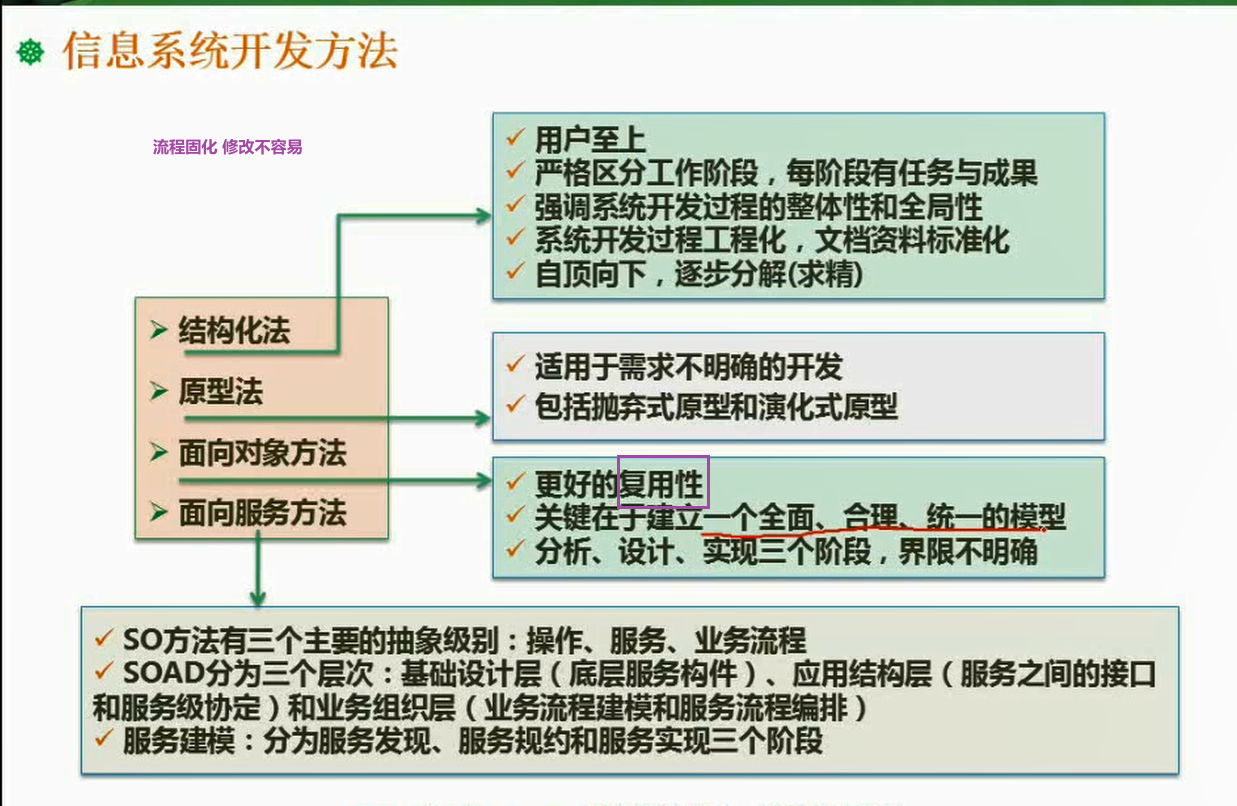 信息系统开发方法
流程固化 修改不容易
用户至上
严格区分工作阶段，每阶段有任务与成果
强调系统开发过程的整体性和全局性
系统开发过程工程化，文档资料标准化
自顶向下，逐步分解(求精)
结构化法
原型法
面向对象方法
面向服务方法
适用于需求不明确的开发
包括抛弃式原型和演化式原型
更好的复用性
关键在于建立一个全面、合理、统一的模型
分析、设计、实现三个阶段，界限不明确
SO方法有三个主要的抽象级别：操作、服务、业务流程
SOAD分为三个层次：基础设计层（底层服务构件）、应用结构层（服务之间的接口
和服务级协定）和业务组织层（业务流程建模和服务流程编排）
服务建模：分为服务发现、服务规约和服务实现三个阶段